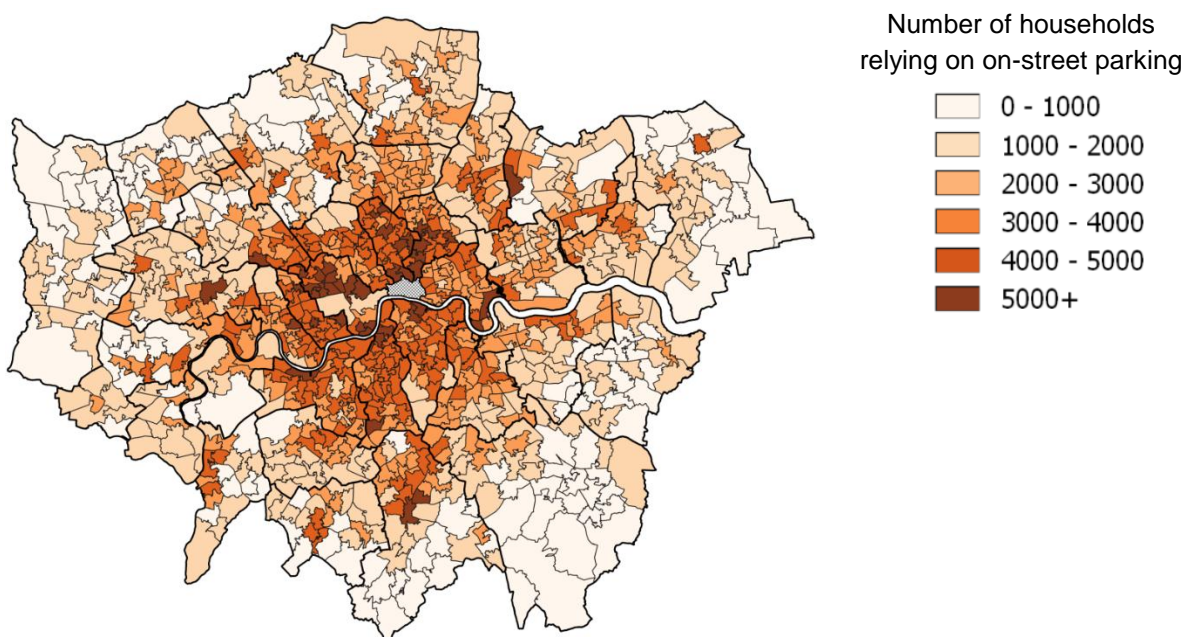 Number of households
relying on on-street parking
0 - 1000
1000 - 2000
2000 - 3000
3000 - 4000
4000 - 5000
5000+